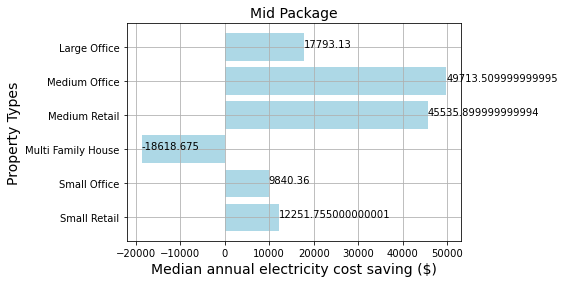 Mid Package
Property Types
Large Office
17793.13
Medium Office
49713.509999999995
Medium Retail
45535.899999999994
Multi Family House
-18618.675
Small Office
9840.36
Small Retail
12251.755000000001
−20000 −10000 0 10000 20000 30000 40000 50000
Median annual electricity cost saving ($)